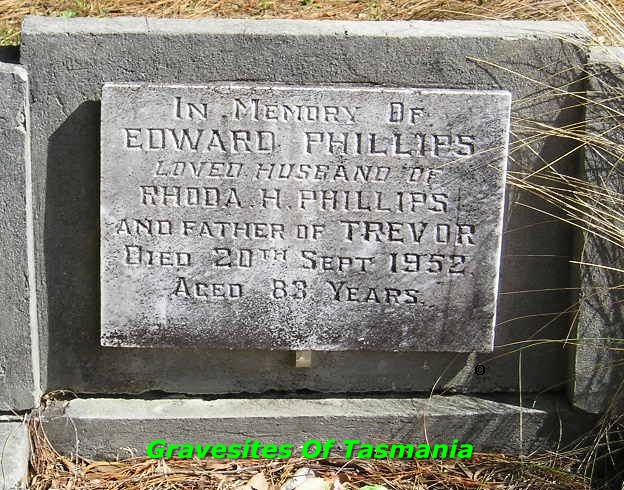 In Memory Of
EDWARD PHILLIPS
LOVED HUSBAND OF
RHODA. H. PHILLIPS
AND FATHER OF TREVOR
Died 20TH Sept 1952.
Aged 83 Years.
©
Gravesites Of Tasmania